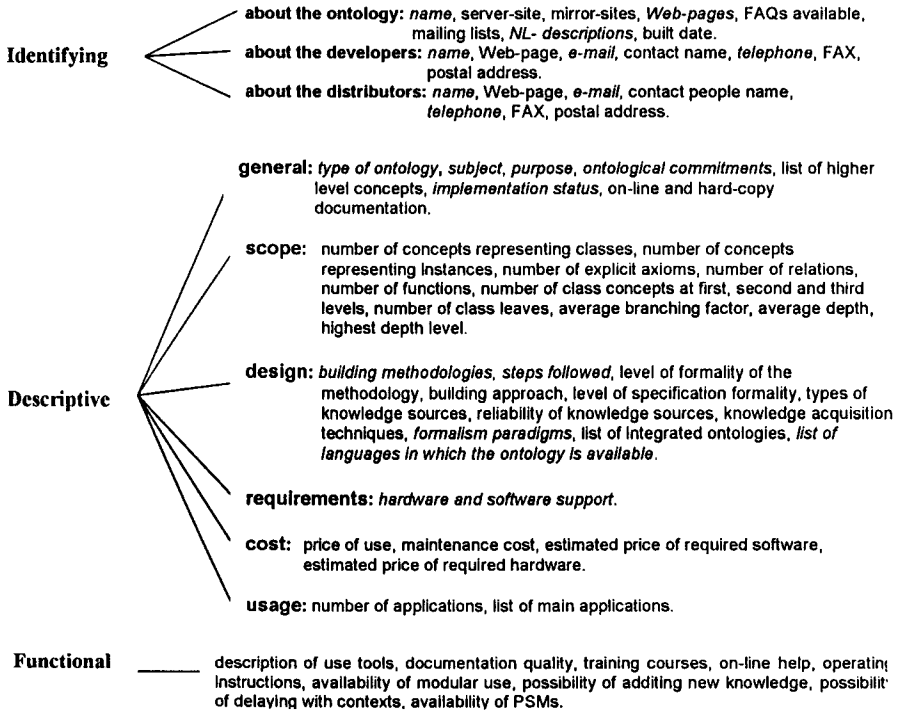 about the ontology: name, server-site, mirror-sites, Web-pages, FAQs available,
mailing lists, NL- descriptions, built date.
Identifying
about the developers: name, Web-page, e-mail, contact name, telephone, FAX,
postal address.
about the distributors: name, Web-page, e-mail, contact people name,
telephone, FAX, postal address.
general: type of ontology, subject, purpose, ontological commitments, list of higher
level concepts, implementation status, on-line and hard-copy
documentation.
scope: number of concepts representing classes, number of concepts
representing Instances, number of explicit axioms, number of relations,
number of functions, number of class concepts at first, second and third
levels, number of class leaves, average branching factor, average depth,
highest depth level.
design: building methodologies, steps followed, level of formality of the
Descriptive
methodology, building approach, level of specification formality, types of
knowledge sources, reliability of knowledge sources, knowledge acquisition
techniques, formalism paradigms, list of Integrated ontologies, list of
languages in which the ontology is available.
requirements: hardware and software support.
cost: price of use, maintenance cost, estimated price of required software,
estimated price of required hardware.
usage: number of applications, list of main applications.
Functional
description of use tools, documentation quality, training courses, on-line help, operating
Instructions, availability of modular use, possibility of additing new knowledge, possibilit
of delaying with contexts, availability of PSMs.